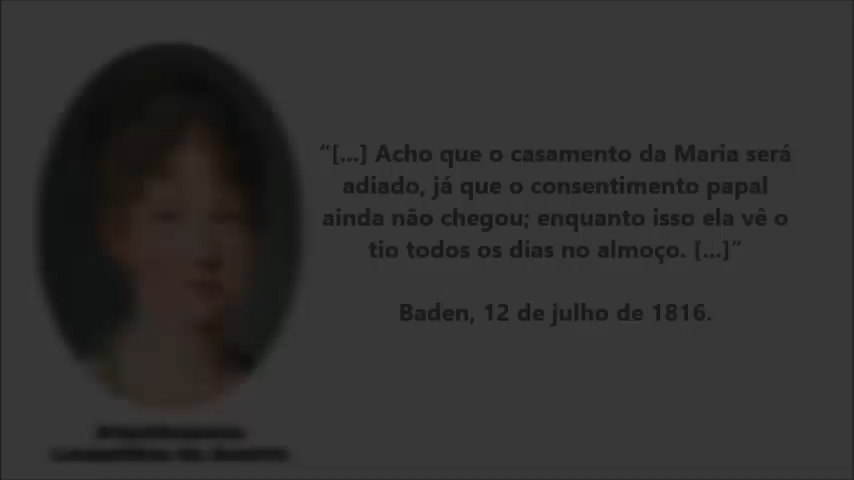 “[...] Acho que o casamento da Maria será
adiado, já que o consentimento papal
ainda não chegou; enquanto isso ela vê o
tio todos os dias no almoço. [...]”
Baden, 12 de julho de 1816.